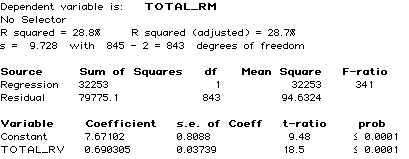 Dependent variable is: TOTAL_RM
No Selector
R squared = 28.8% R squared (adjusted) = 28.7%
s = 9.728 with 845 - 2 = 843 degrees of freedom
Source Sum of Squares df Mean Square F-ratio
Regression 32253 1 32253 341
Residual 79775.1 843 94.6324
Variable Coefficient s.e. of Coeff t-ratio prob
Constant 7.67102 0.8088 9.48 ≤ 0.0001
TOTAL_RV 0.690305 0.03739 18.5 ≤ 0.0001